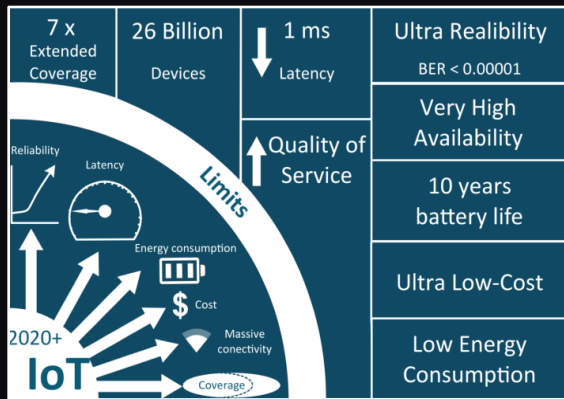 7 x
Extended
Coverage
26 Billion
Devices
1 ms
Latency
Ultra Realibility
BER < 0.00001
Quality of
Service
Very High
Availability
10 years
battery life
Ultra Low-Cost
Low Energy
Consumption
Limits
Reliability
Latency
Energy consumption
$ Cost
Massive
conectivity
Coverage
2020+
IoT